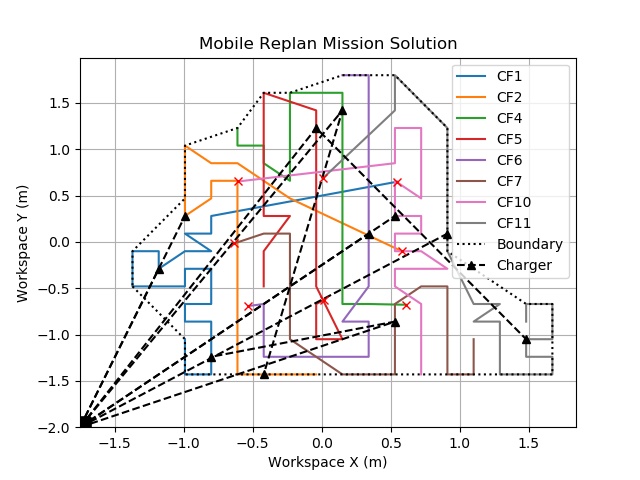 Mobile Replan Mission Solution
Workspace Y (m)
1.5
1.0
0.5
0.0
−0.5
−1.0
−1.5
−2.0
CF1
CF2
CF4
CF5
CF6
CF7
CF10
CF11
Boundary
Charger
−1.5 −1.0 −0.5 0.0 0.5 1.0 1.5
Workspace X (m)